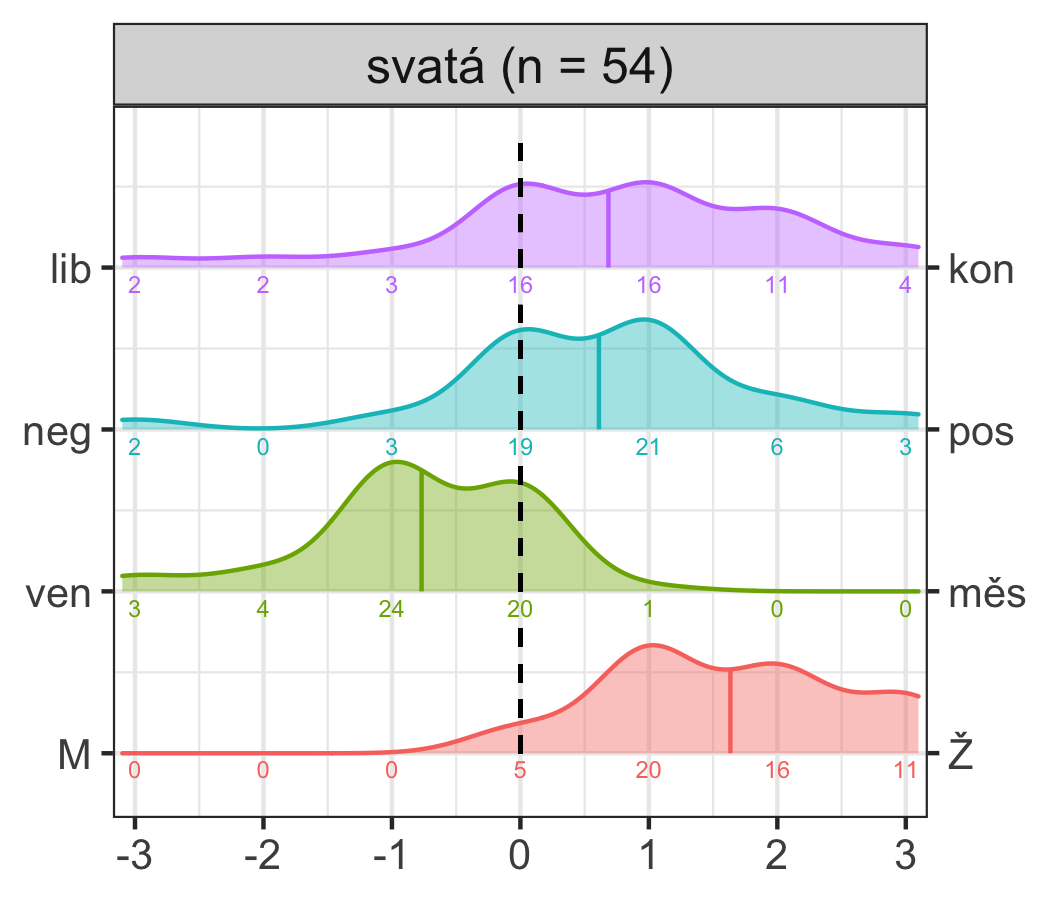 svatá (n = 54)
lib kon
2 2 3 16 16 11 4
neg pos
2 0 3 19 21 6 3
ven měs
3 4 24 20 1 0 0
M Ž
0 0 0 5 20 16 11
-3 -2 -1 0 1 2 3